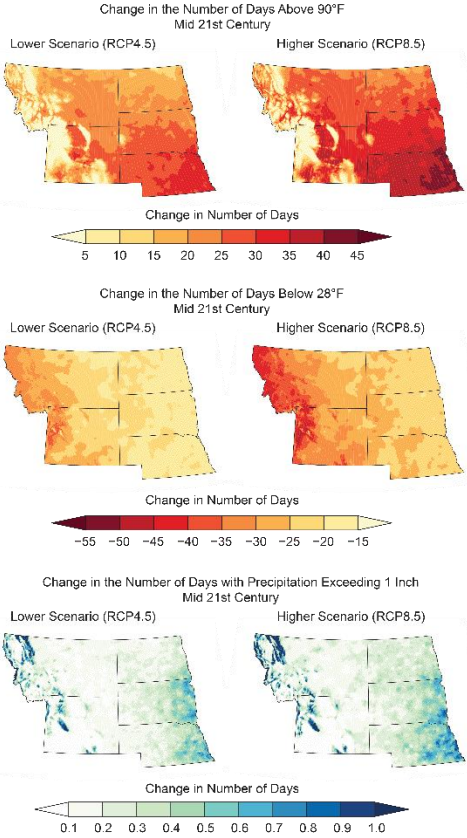 Change in the Number of Days Above 90°F
Mid 21st Century
Lower Scenario (RCP4.5)
Higher Scenario (RCP8.5)
Change in Number of Days
5 10 15 20 25 30 35 40 45
Change in the Number of Days Below 28°F
Mid 21st Century
Lower Scenario (RCP4.5)
Higher Scenario (RCP8.5)
Change in Number of Days
−55 −50 −45 −40 −35 −30 −25 −20 −15
Change in the Number of Days with Precipitation Exceeding 1 Inch
Mid 21st Century
Lower Scenario (RCP4.5)
Higher Scenario (RCP8.5)
Change in Number of Days
0.1 0.2 0.3 0.4 0.5 0.6 0.7 0.8 0.9 1.0